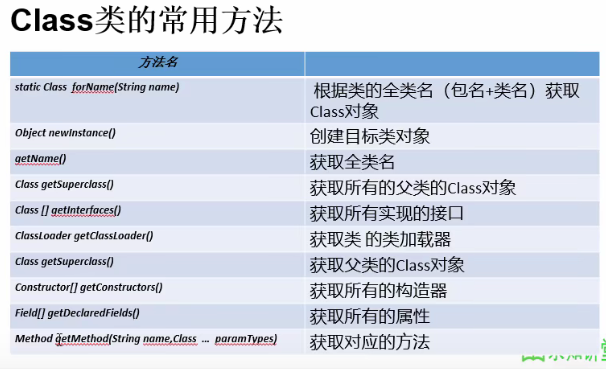 Class类的常用方法
方法名
static Class forName(String name)
根据类的全类名（包名+类名）获取
Class对象
Object newInstance()
创建目标类对象
getName()
获取全类名
Class getSuperclass()
获取所有的父类的Class对象
Class [] getInterfaces()
获取所有实现的接口
ClassLoader getClassLoader()
获取类 的类加载器
Class getSuperclass()
获取父类的Class对象
Constructor[] getConstructors()
获取所有的构造器
Field[] getDeclaredFields()
获取所有的属性
Method getMethod(String name,Class … paramTypes)
获取对应的方法